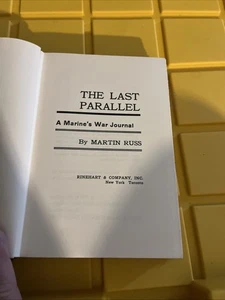 THE LAST
PARALLEL
A Marine's War Journal
By MARTIN RUSS
RINEHART & COMPANY, INC.
New York Toronto